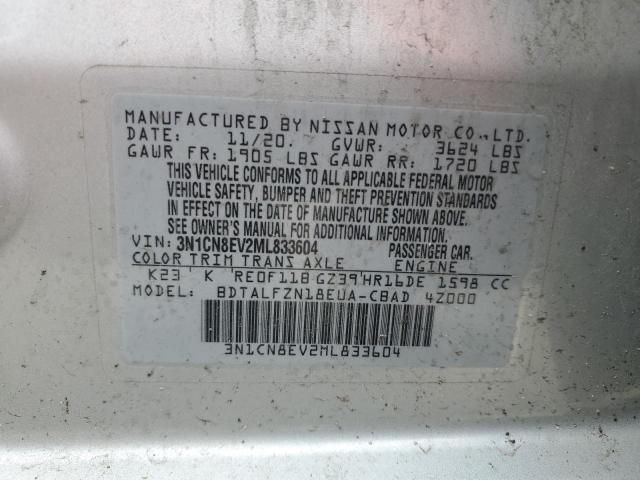 MANUFACTURED BY NISSAN MOTOR CO., LTD.
DATE: 11/20. GVWR: 3624 LBS
GAWR FR: 1905 LBS GAWR RR: 1720 LBS
THIS VEHICLE CONFORMS TO ALL APPLICABLE FEDERAL MOTOR
VEHICLE SAFETY, BUMPER AND THEFT PREVENTION STANDARDS
IN EFFECT ON THE DATE OF MANUFACTURE SHOWN ABOVE.
SEE OWNER'S MANUAL FOR ADDITIONAL INFORMATION
VIN: 3N1CN8EV2ML833604 PASSENGER CAR.
COLOR TRIM TRANS AXLE ENGINE
K23 K RE0F11B GZ39 HR16DE 1598 CC
MODEL: BDTALFZN18EUA-CBAD 4Z000
3N1CN8EV2ML833604